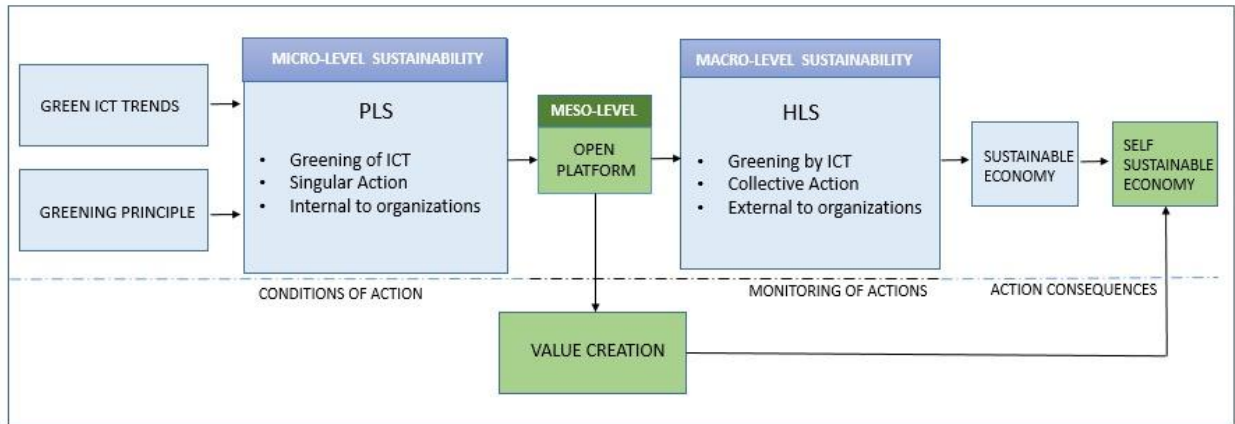 GREEN ICT TRENDS
GREENING PRINCIPLE
MICRO-LEVEL SUSTAINABILITY
PLS
• Greening of ICT
• Singular Action
• Internal to organizations
MESO-LEVEL
OPEN
PLATFORM
MACRO-LEVEL SUSTAINABILITY
HLS
• Greening by ICT
• Collective Action
• External to organizations
SUSTAINABLE
ECONOMY
SELF
SUSTAINABLE
ECONOMY
CONDITIONS OF ACTION
MONITORING OF ACTIONS
ACTION CONSEQUENCES
VALUE CREATION